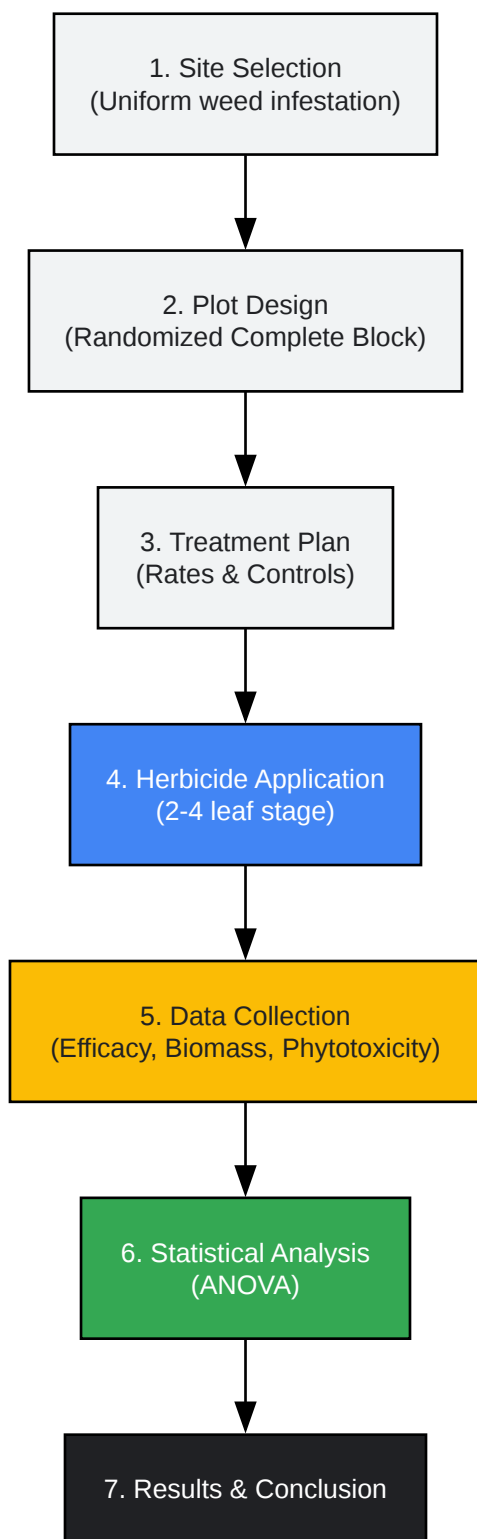 1. Site Selection
(Uniform weed infestation)
2. Plot Design
(Randomized Complete Block)
3. Treatment Plan
(Rates & Controls)
4. Herbicide Application
(2-4 leaf stage)
5. Data Collection
(Efficacy, Biomass, Phytotoxicity)
6. Statistical Analysis
(ANOVA)
7. Results & Conclusion